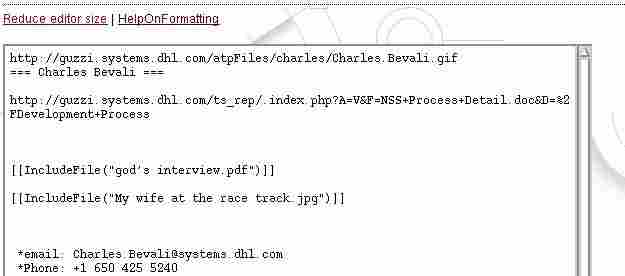 Reduce editor size | HelpOnFormatting
http://guzzi.systems.dhl.com/atpFiles/charles/Charles.Bevali.gif
=== Charles Bevali ===
http://guzzi.systems.dhl.com/ts_rep/.index.php?A=V&F=NSS+Process+Detail.doc&D=%2
FDevelopment+Process
[[IncludeFile("god's interview.pdf")]]
[[IncludeFile("My wife at the race track.jpg")]]
*email: Charles.Bevali@systems.dhl.com
*Phone: +1 650 425 5240